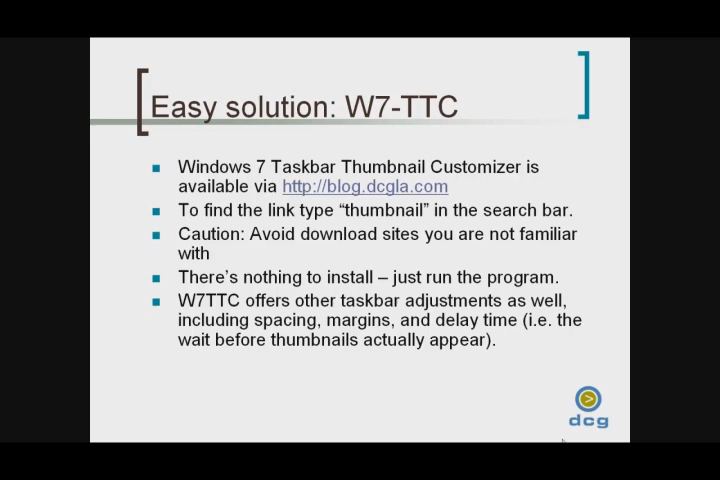 Easy solution: W7-TTC
Windows 7 Taskbar Thumbnail Customizer is
available via http://blog.dcgla.com
To find the link type “thumbnail” in the search bar.
Caution: Avoid download sites you are not familiar
with
There’s nothing to install – just run the program.
W7TTC offers other taskbar adjustments as well,
including spacing, margins, and delay time (i.e. the
wait before thumbnails actually appear).
dcg